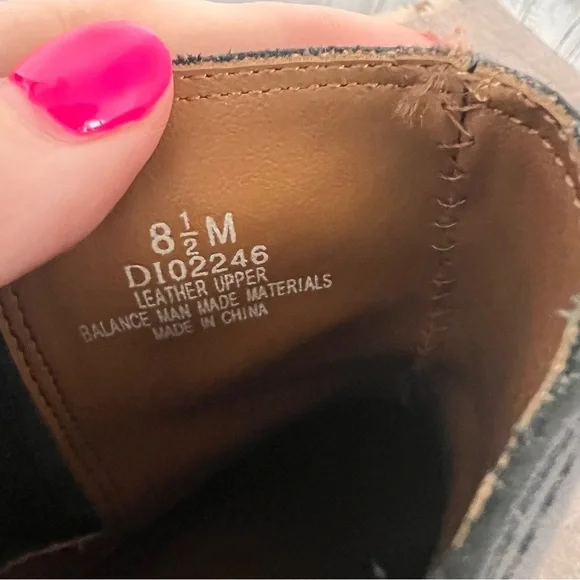 8 1/2 M
DI02246
LEATHER UPPER
BALANCE MAN MADE MATERIALS
MADE IN CHINA